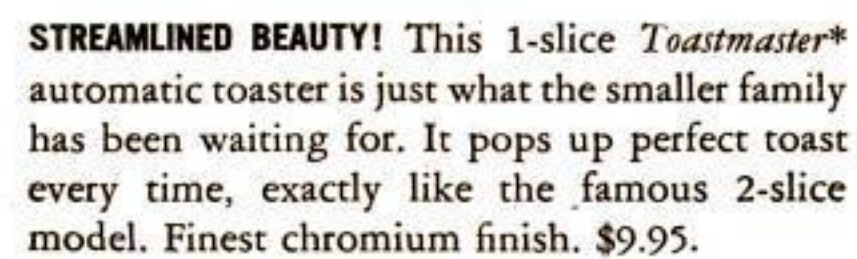 STREAMLINED BEAUTY! This 1-slice Toastmaster*
automatic toaster is just what the smaller family
has been waiting for. It pops up perfect toast
every time, exactly like the famous 2-slice
model. Finest chromium finish. $9.95.